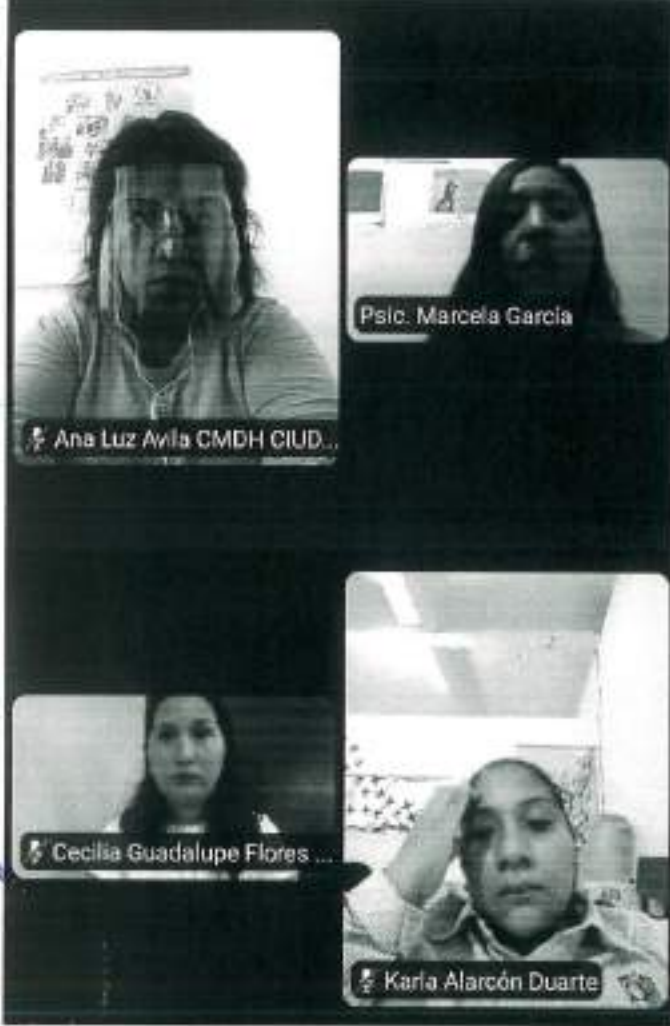 Ana Luz Avila CMDH CIUD...
Psic. Marcela García
Cecilia Guadalupe Flores ...
Karla Alarcón Duarte